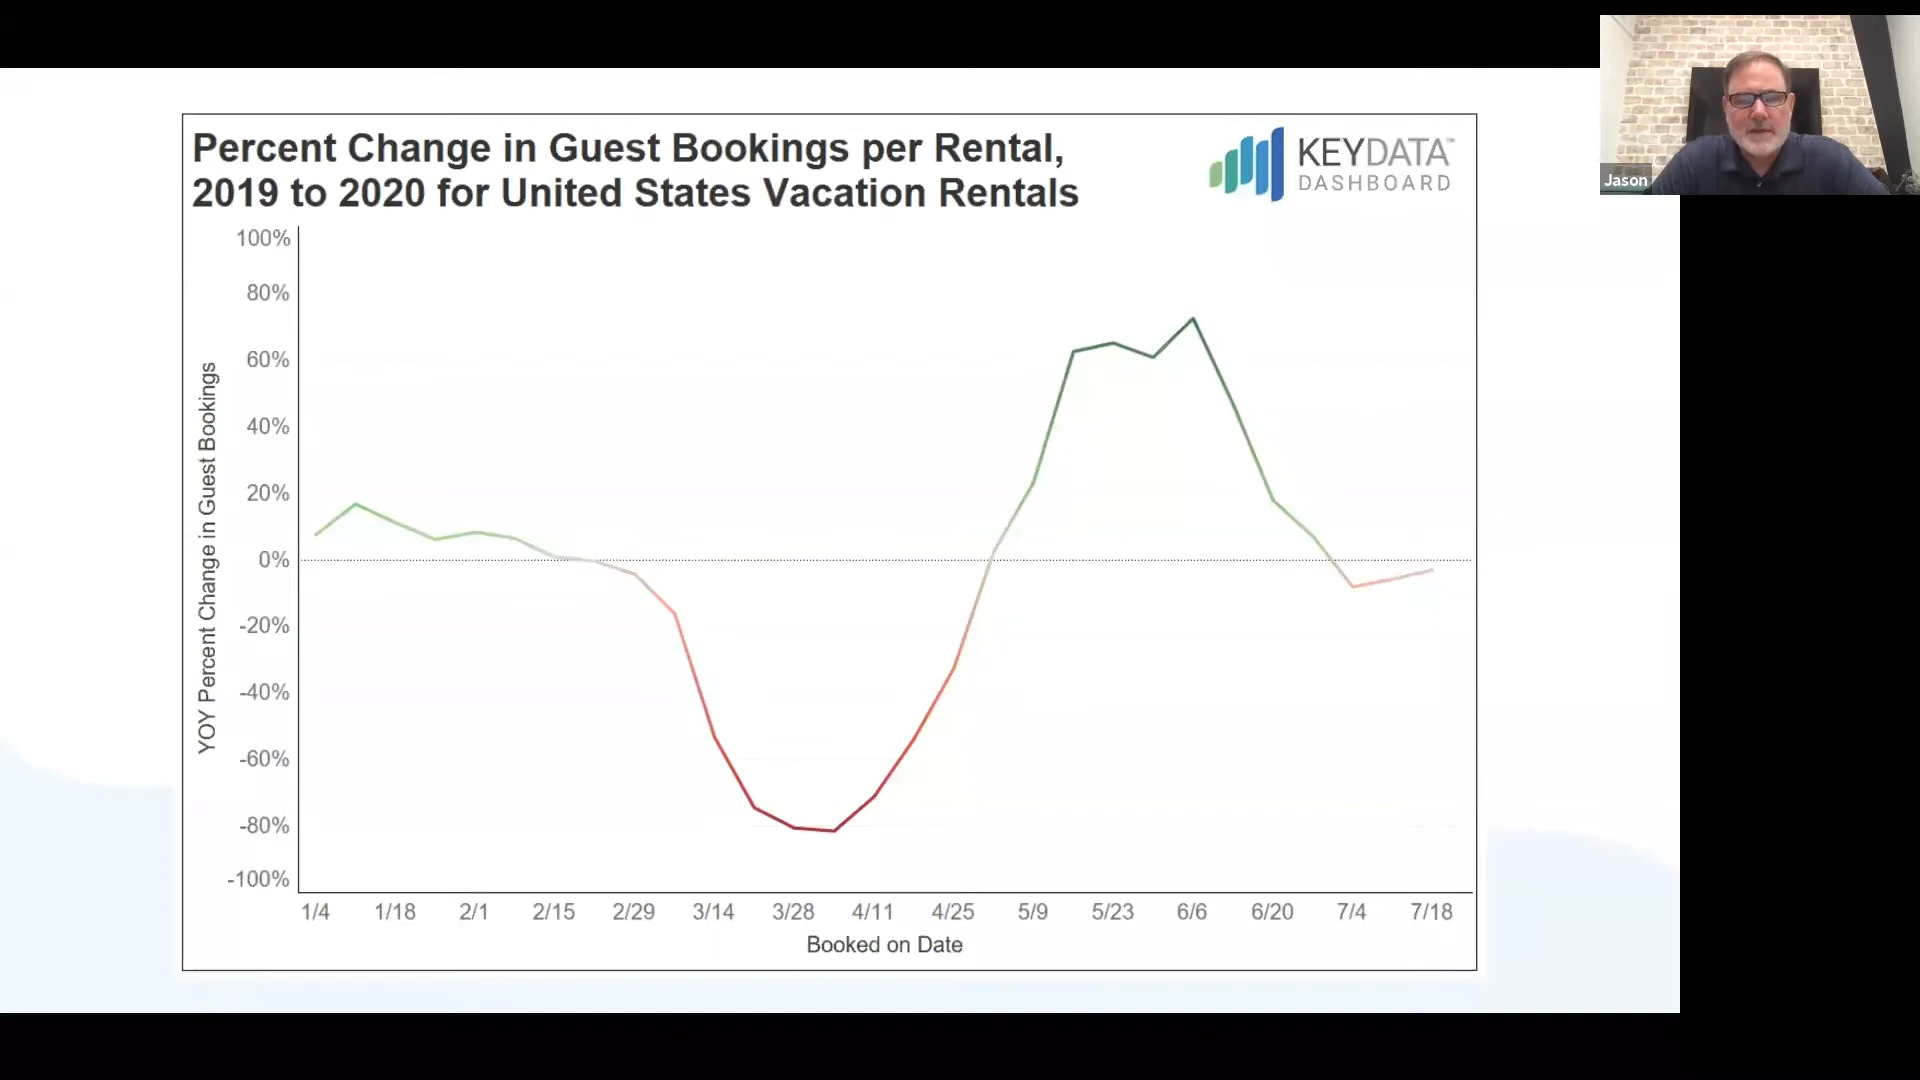 Percent Change in Guest Bookings per Rental,
2019 to 2020 for United States Vacation Rentals
KEYDATA™
DASHBOARD
Jason
YOY Percent Change in Guest Bookings
100%
80%
60%
40%
20%
0%
-20%
-40%
-60%
-80%
-100%
1/4 1/18 2/1 2/15 2/29 3/14 3/28 4/11 4/25 5/9 5/23 6/6 6/20 7/4 7/18
Booked on Date